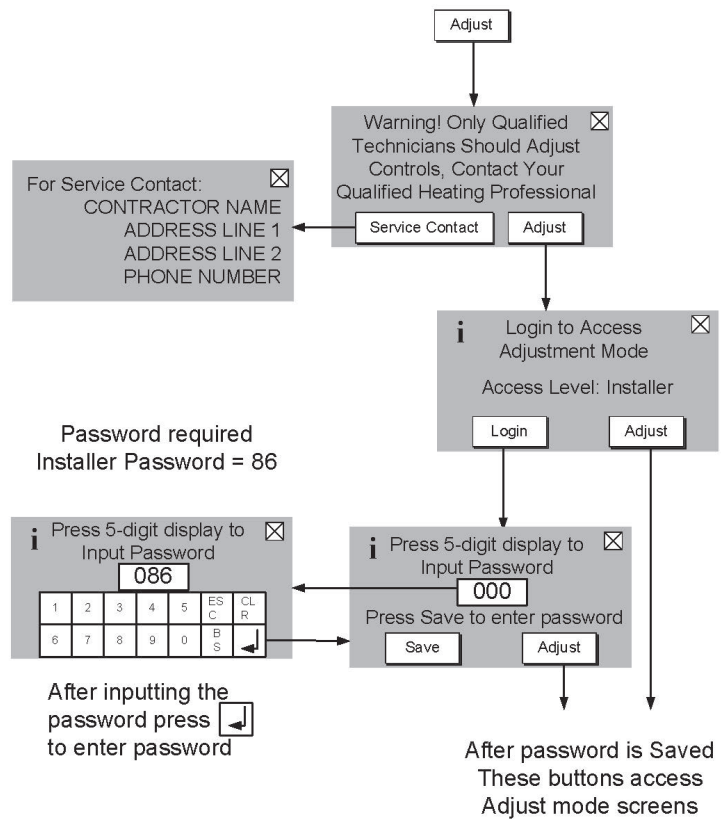 Adjust
Warning! Only Qualified
Technicians Should Adjust
Controls, Contact Your
Qualified Heating Professional
Service Contact
Adjust
For Service Contact:
CONTRACTOR NAME
ADDRESS LINE 1
ADDRESS LINE 2
PHONE NUMBER
i
Login to Access
Adjustment Mode
Access Level: Installer
Login
Adjust
Password required
Installer Password = 86
i
Press 5-digit display to
Input Password
086
1 2 3 4 5 ES CL
C R
6 7 8 9 0 B
S
After inputting the
password press
to enter password
i
Press 5-digit display to
Input Password
000
Press Save to enter password
Save
Adjust
After password is Saved
These buttons access
Adjust mode screens